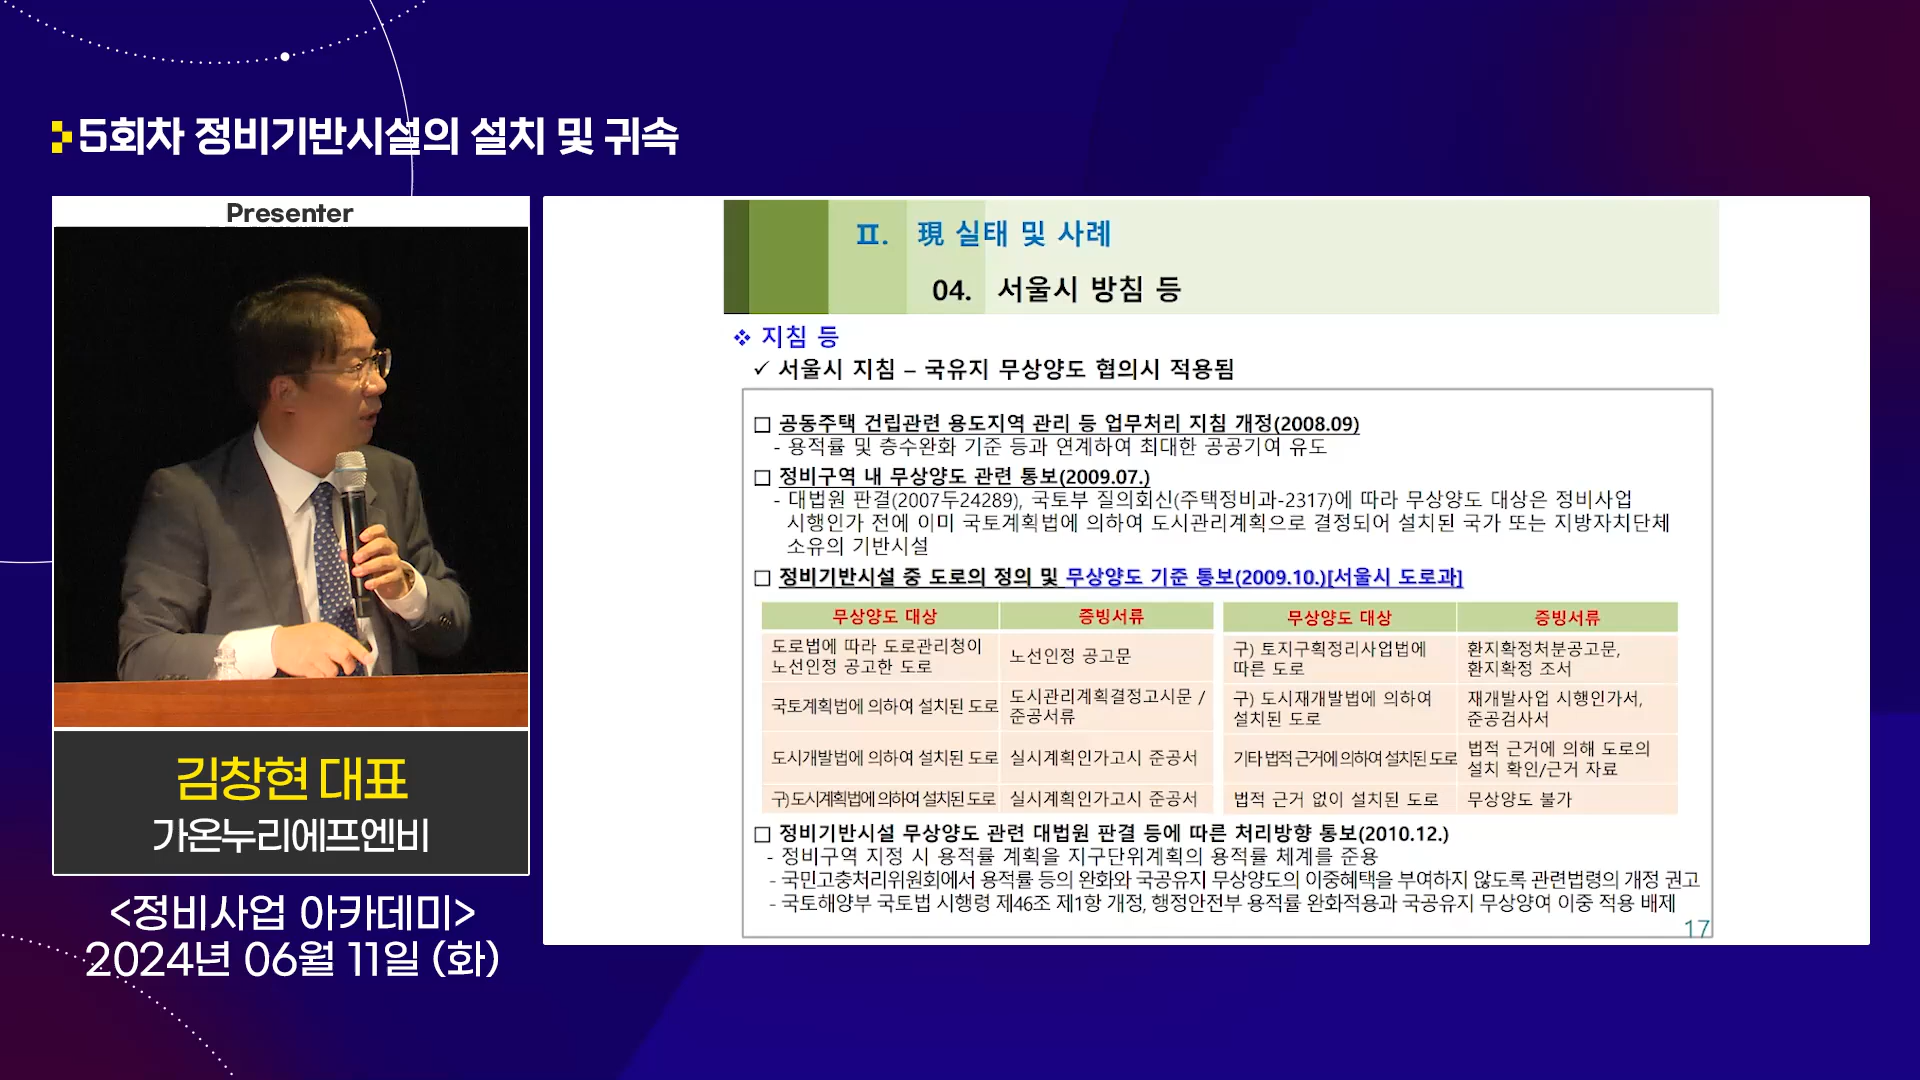 5회차 정비기반시설의 설치 및 귀속
Presenter
김창현 대표
가온누리에프엔비
<정비사업 아카데미>
2024년 06월 11일 (화)
Ⅱ. 現 실태 및 사례
04. 서울시 방침 등
❖ 지침 등
✓ 서울시 지침 – 국유지 무상양도 협의시 적용됨
□ 공동주택 건립관련 용도지역 관리 등 업무처리 지침 개정(2008.09)
- 용적률 및 층수완화 기준 등과 연계하여 최대한 공공기여 유도
□ 정비구역 내 무상양도 관련 통보(2009.07.)
- 대법원 판결(2007두24289), 국토부 질의회신(주택정비과-2317)에 따라 무상양도 대상은 정비사업
시행인가 전에 이미 국토계획법에 의하여 도시관리계획으로 결정되어 설치된 국가 또는 지방자치단체
소유의 기반시설
□ 정비기반시설 중 도로의 정의 및 무상양도 기준 통보(2009.10.)[서울시 도로과]
무상양도 대상 증빙서류
도로법에 따라 도로관리청이
노선인정 공고한 도로
노선인정 공고문
국토계획법에 의하여 설치된 도로
도시관리계획결정고시문 /
준공서류
도시개발법에 의하여 설치된 도로 실시계획인가고시 준공서
구) 도시계획법에 의하여 설치된 도로 실시계획인가고시 준공서
무상양도 대상 증빙서류
구) 토지구획정리사업법에
따른 도로
환지확정처분공고문,
환지확정 조서
구) 도시재개발법에 의하여
설치된 도로
재개발사업 시행인가서,
준공검사서
기타 법적 근거에 의하여 설치된 도로
법적 근거에 의해 도로의
설치 확인/근거 자료
법적 근거 없이 설치된 도로 무상양도 불가
□ 정비기반시설 무상양도 관련 대법원 판결 등에 따른 처리방향 통보(2010.12.)
- 정비구역 지정 시 용적률 계획을 지구단위계획의 용적률 체계를 준용
- 국민고충처리위원회에서 용적률 등의 완화와 국공유지 무상양도의 이중혜택을 부여하지 않도록 관련법령의 개정 권고
- 국토해양부 국토법 시행령 제46조 제1항 개정, 행정안전부 용적률 완화적용과 국공유지 무상양여 이중 적용 배제
17